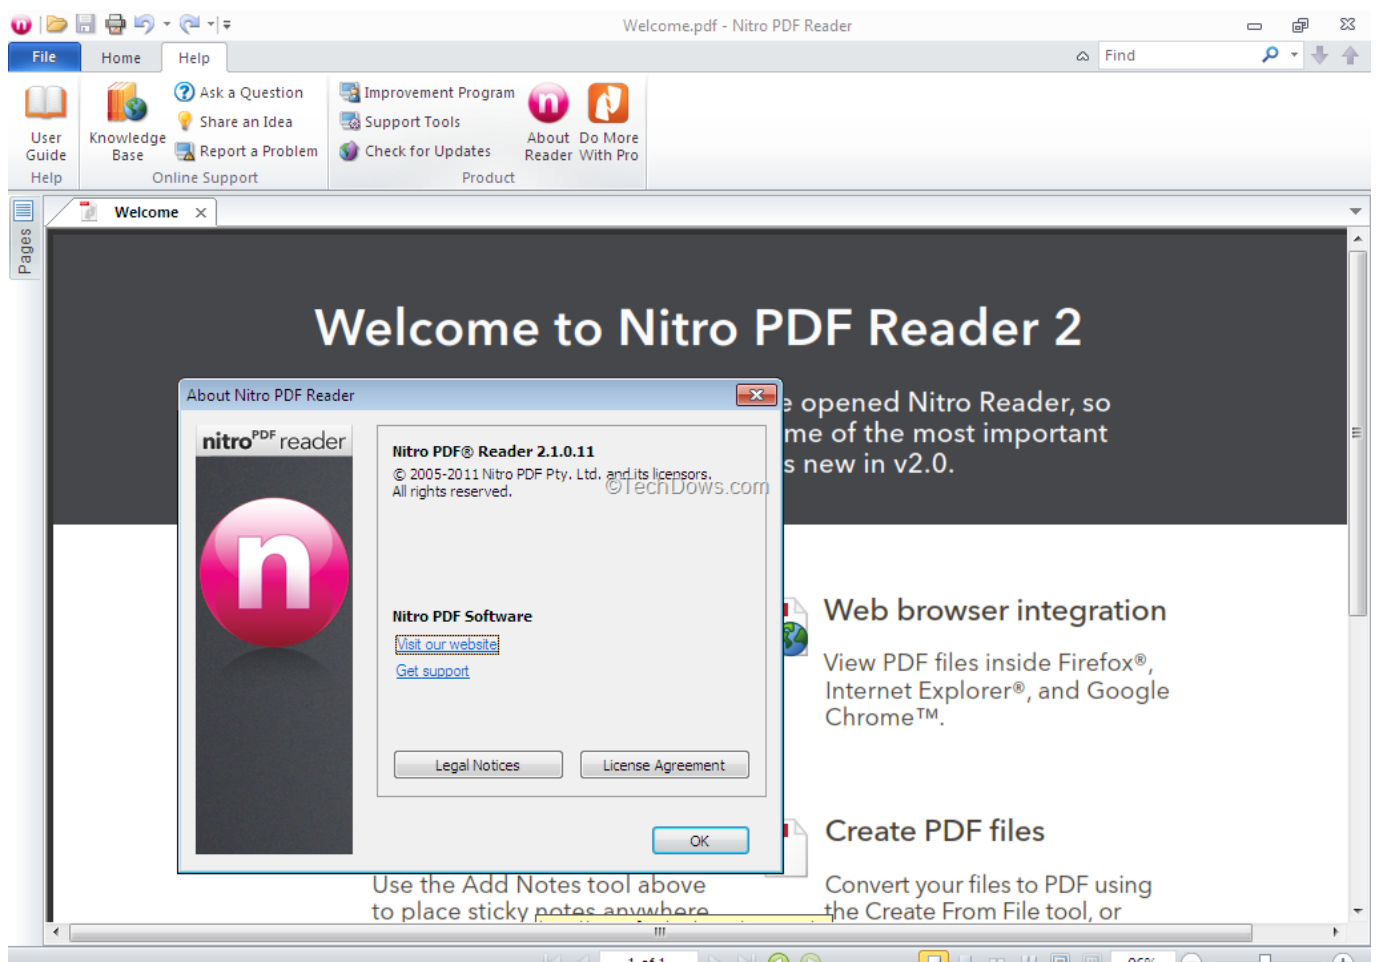 Welcome.pdf - Nitro PDF Reader
File Home Help
Find
Ask a Question
Share an Idea
Report a Problem
User Guide
Knowledge Base
Improvement Program
Support Tools
Check for Updates
About Reader
Do More With Pro
Help
Online Support
Product
Pages
Welcome
Welcome to Nitro PDF Reader 2
opened Nitro Reader, so
me of the most important
s new in v2.0.
About Nitro PDF Reader
nitroPDF reader
n
Nitro PDF® Reader 2.1.0.11
© 2005-2011 Nitro PDF Pty. Ltd. and its licensors.
All rights reserved.
©TechDows.com
Nitro PDF Software
Visit our website
Get support
Legal Notices
License Agreement
OK
Web browser integration
View PDF files inside Firefox®,
Internet Explorer®, and Google
Chrome™.
Create PDF files
Use the Add Notes tool above
to place sticky notes anywhere
Convert your files to PDF using
the Create From File tool, or
1 of 1
96%